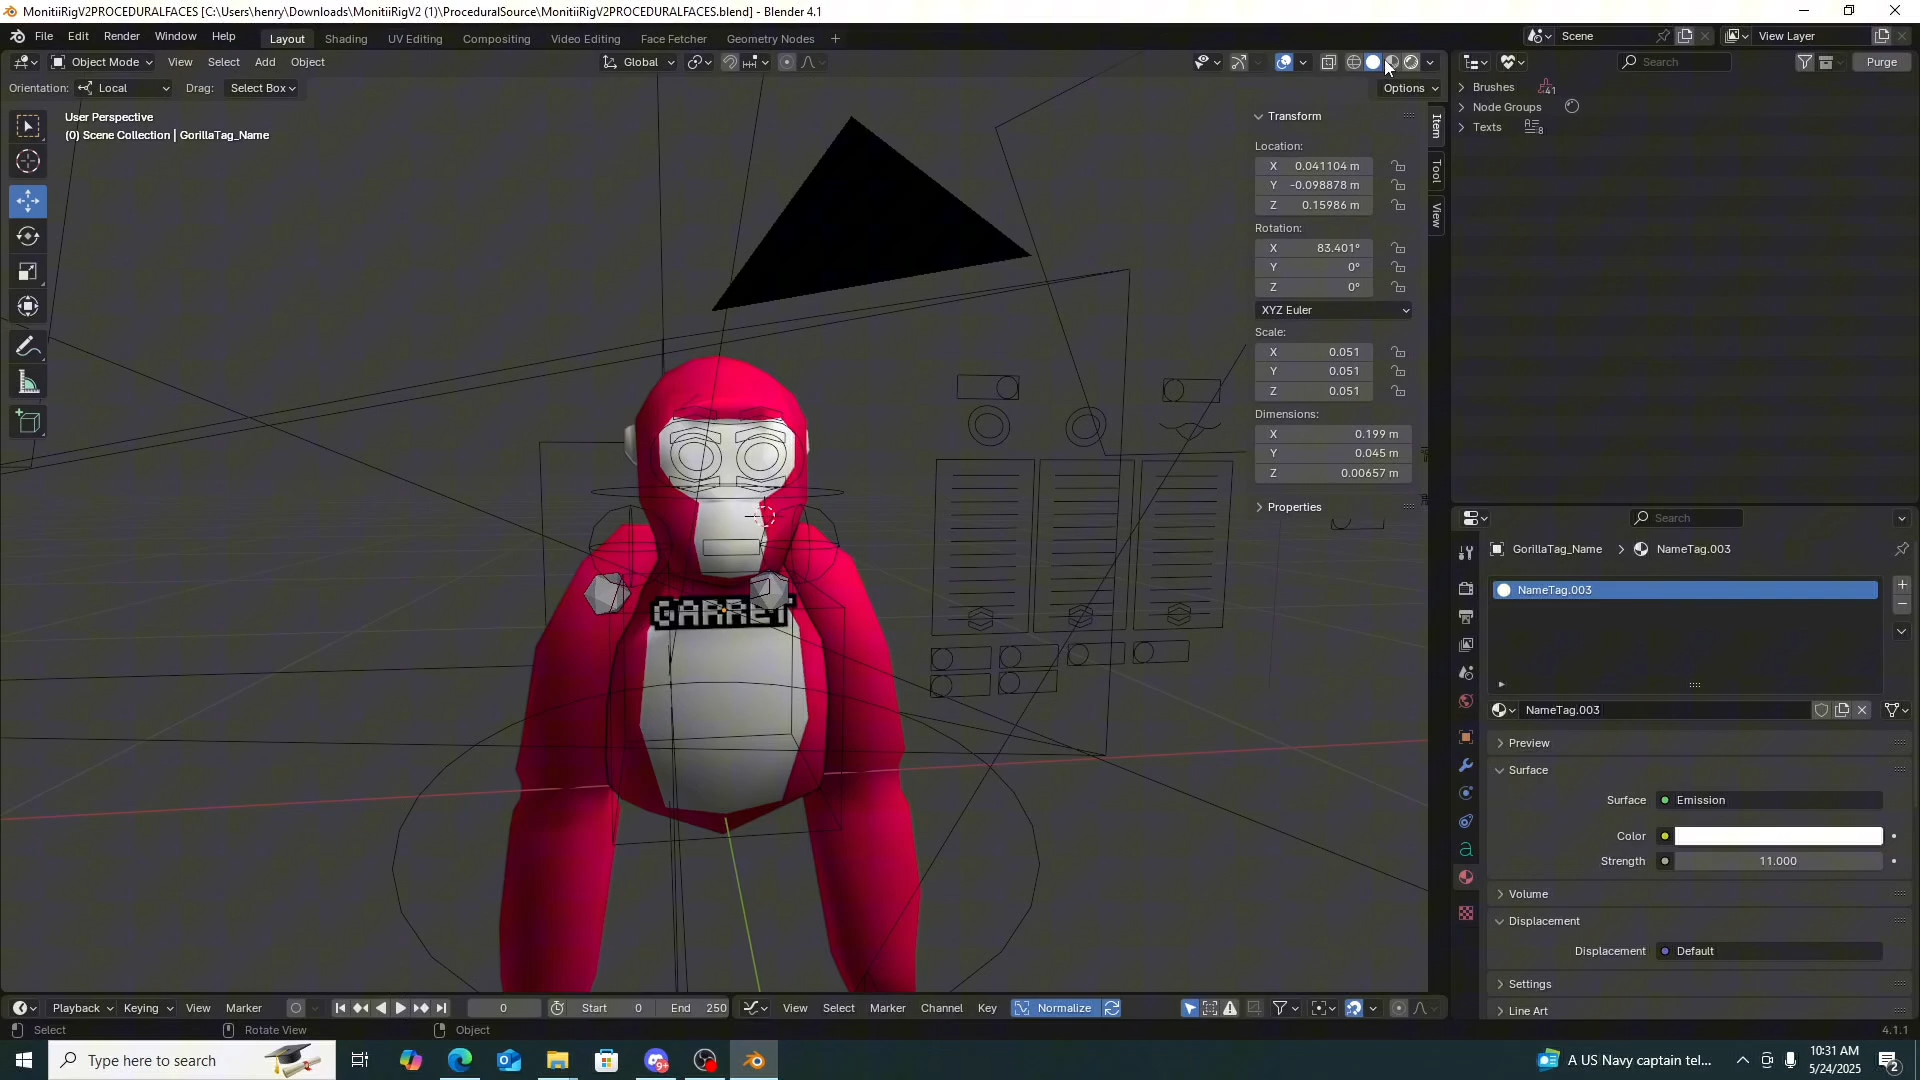 MonitiiRigV2PROCEDURALFACES [C:\Users\henry\Downloads\MonitiiRigV2 (1)\ProceduralSource\MonitiiRigV2PROCEDURALFACES.blend] - Blender 4.1
File Edit Render Window Help
Layout Shading UV Editing Compositing Video Editing Face Fetcher Geometry Nodes +
Scene
View Layer
Object Mode View Select Add Object
Global
Search
Purge
Orientation: Local Drag: Select Box
Options
User Perspective
(0) Scene Collection | GorillaTag_Name
Brushes 41
Node Groups
Texts 8
Item
Tool
View
Transform
Location:
X 0.041104 m
Y -0.098878 m
Z 0.15986 m
Rotation:
X 83.401°
Y 0°
Z 0°
XYZ Euler
Scale:
X 0.051
Y 0.051
Z 0.051
Dimensions:
X 0.199 m
Y 0.045 m
Z 0.00657 m
Properties
GARRET
Search
GorillaTag_Name > NameTag.003
NameTag.003
NameTag.003
Preview
Surface
Surface Emission
Color
Strength 11.000
Volume
Displacement
Displacement Default
Settings
Line Art
Playback Keying View Marker 0 Start 0 End 250
View Select Marker Channel Key Normalize
Select Rotate View Object
4.1.1
Type here to search
9+
A US Navy captain tel...
10:31 AM
5/24/2025
2